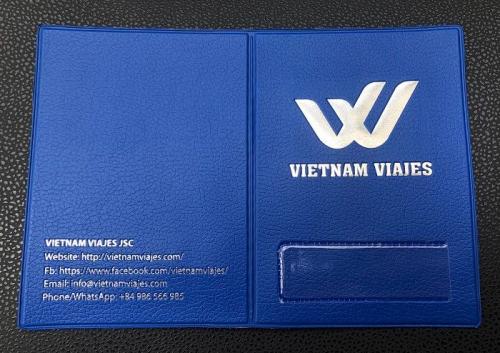 VIETNAM VIAJES
VIETNAM VIAJES JSC
Website: http://vietnamviajes.com/
Fb: https://www.facebook.com/vietnamviajes/
Email: info@vietnamviajes.com
Phone/WhatsApp: +84 986 566 985